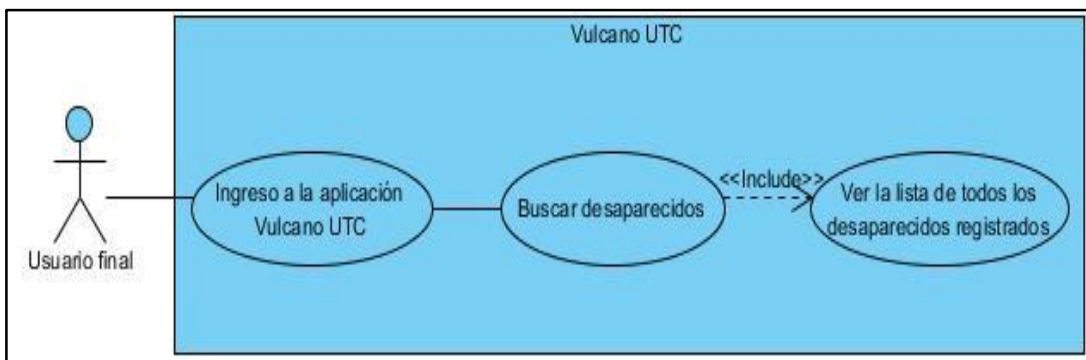 Vulcano UTC
Usuario final
Ingreso a la aplicación
Vulcano UTC
Buscar desaparecidos
<<Include>>
Ver la lista de todos los
desaparecidos registrados